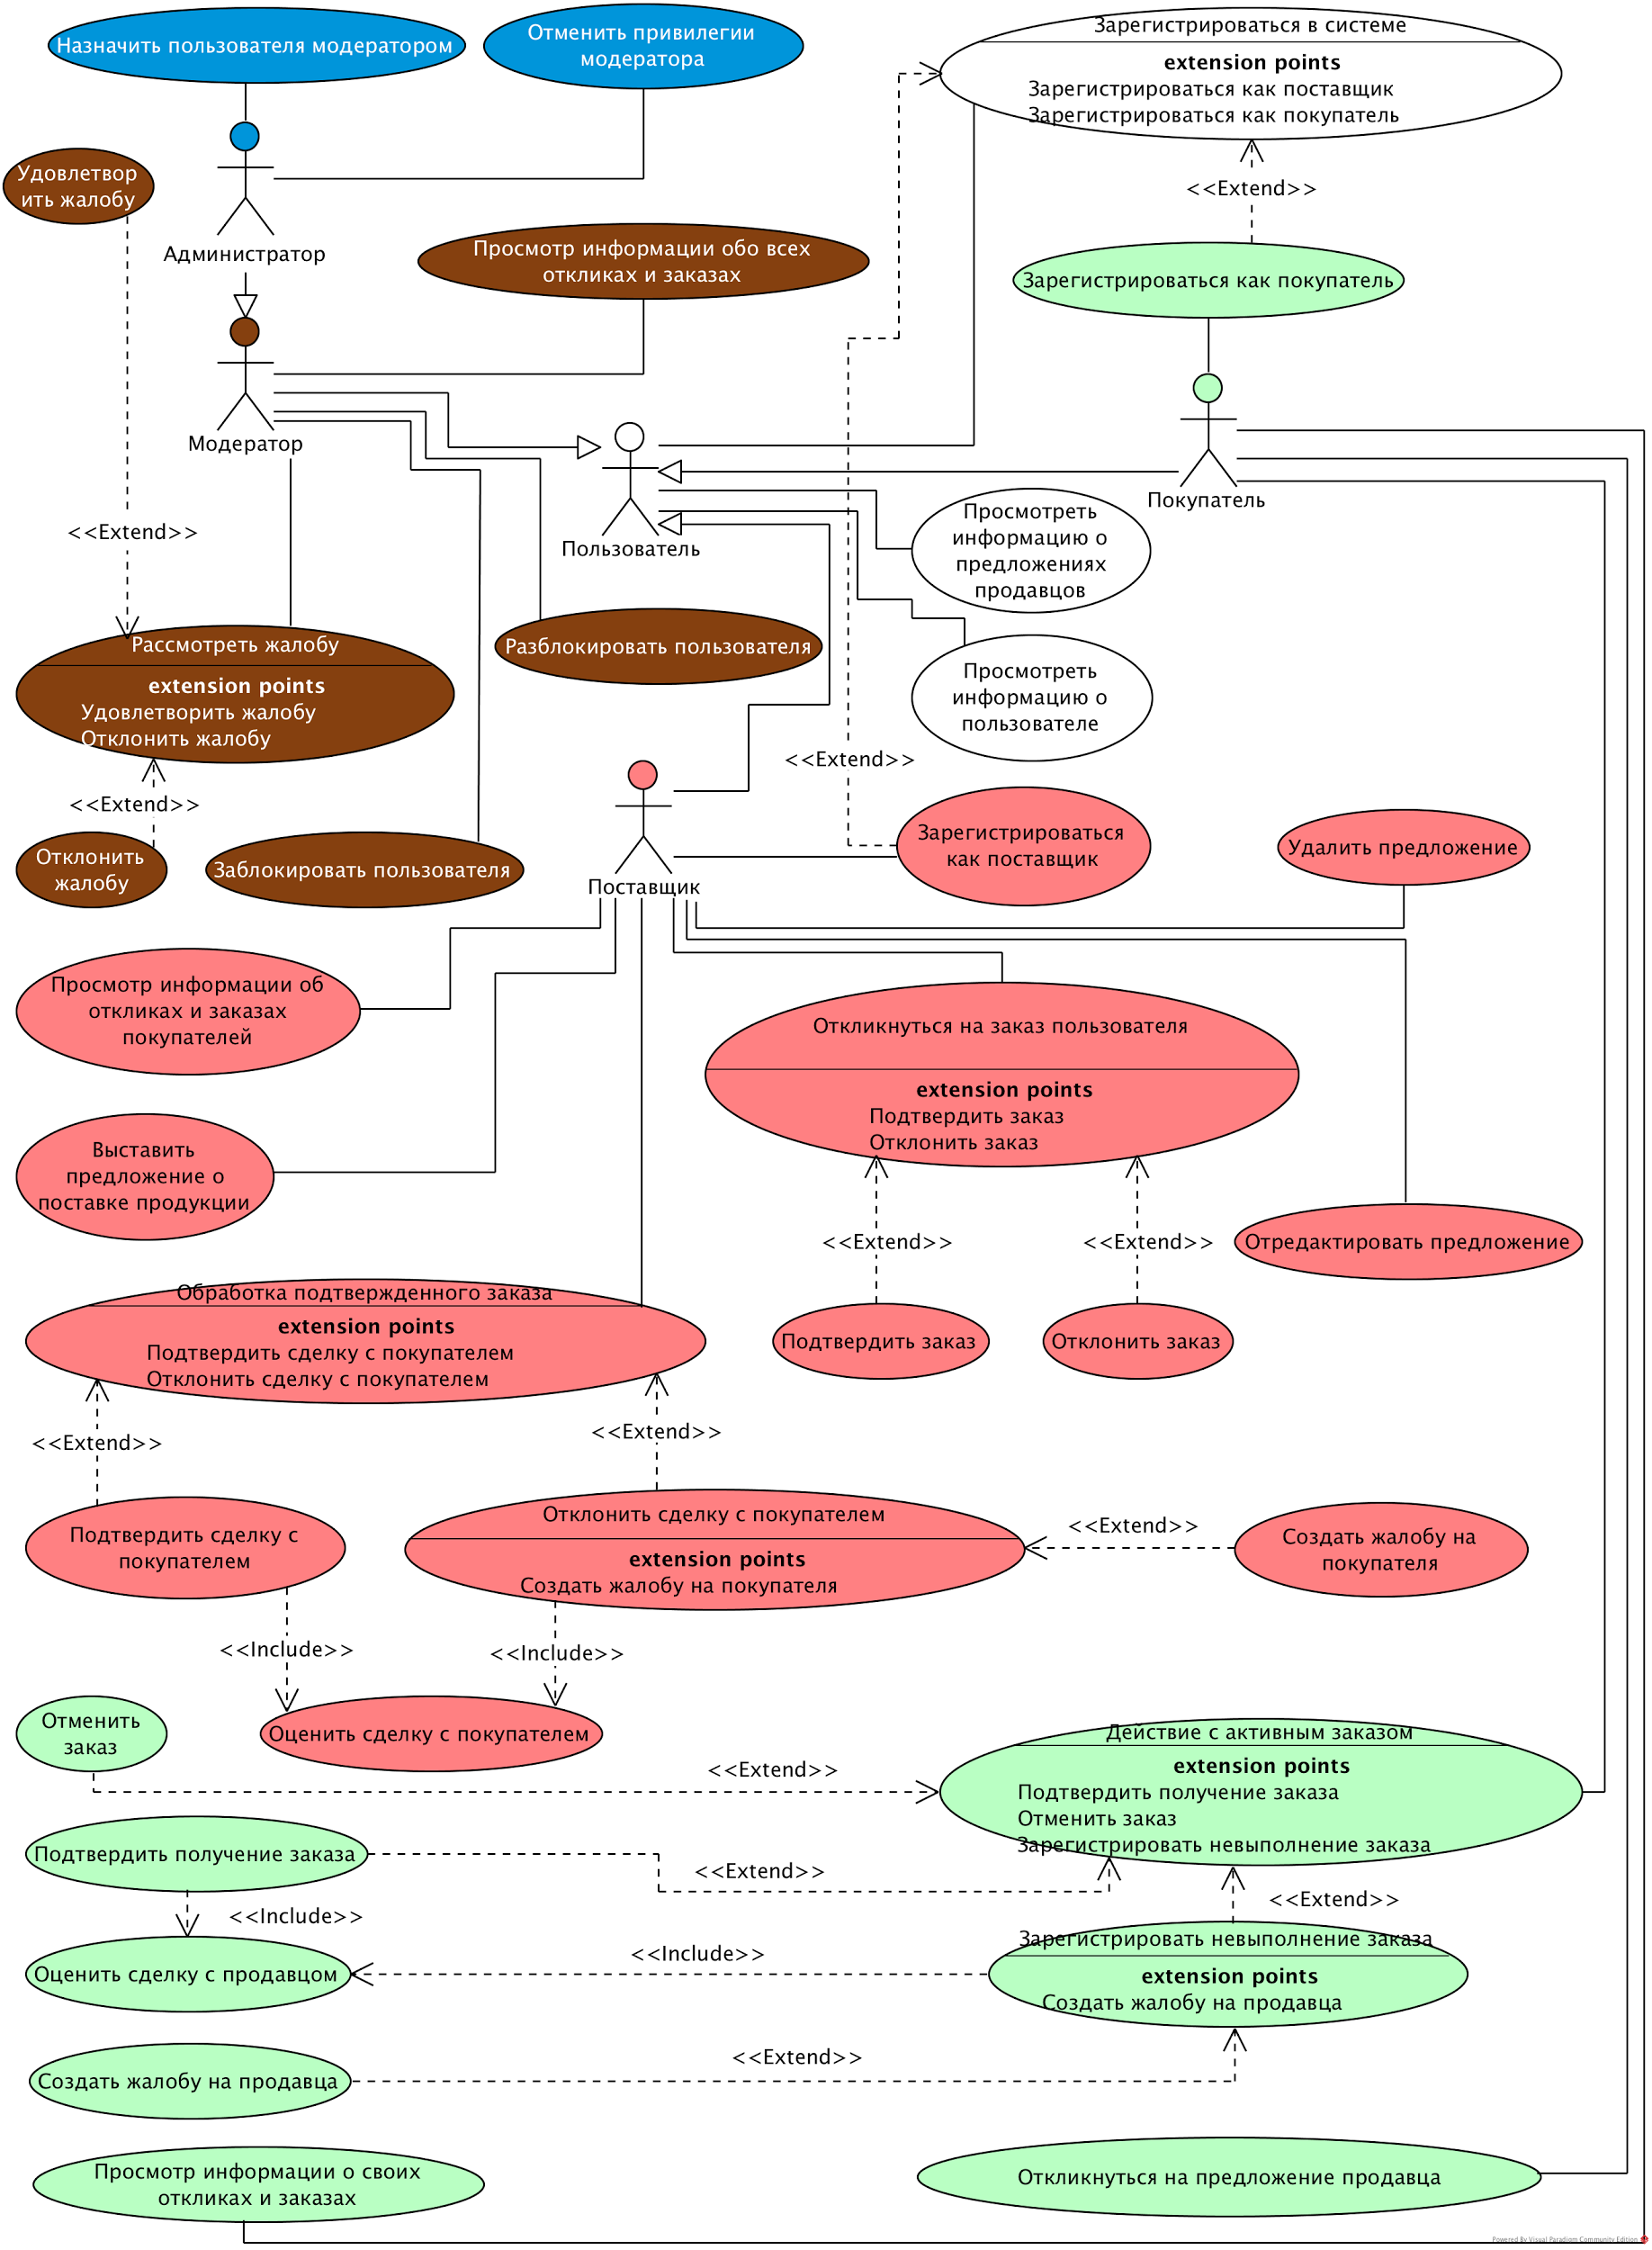 Назначить пользователя модератором
Отменить привилегии
модератора
Зарегистрироваться в системе
extension points
Зарегистрироваться как поставщик
Зарегистрироваться как покупатель
Удовлетвор
ить жалобу
<<Extend>>
Администратор
Просмотр информации обо всех
откликах и заказах
Зарегистрироваться как покупатель
Модератор
Покупатель
<<Extend>>
Пользователь
Просмотреть
информацию о
предложениях
продавцов
Рассмотреть жалобу
extension points
Удовлетворить жалобу
Отклонить жалобу
Разблокировать пользователя
Просмотреть
информацию о
пользователе
<<Extend>>
<<Extend>>
Отклонить
жалобу
Заблокировать пользователя
Поставщик
Зарегистрироваться
как поставщик
Удалить предложение
Просмотр информации об
откликах и заказах
покупателей
Откликнуться на заказ пользователя
extension points
Подтвердить заказ
Отклонить заказ
Выставить
предложение о
поставке продукции
<<Extend>>
<<Extend>>
Отредактировать предложение
Обработка подтвержденного заказа
extension points
Подтвердить сделку с покупателем
Отклонить сделку с покупателем
Подтвердить заказ
Отклонить заказ
<<Extend>>
<<Extend>>
Подтвердить сделку с
покупателем
Отклонить сделку с покупателем
extension points
Создать жалобу на покупателя
<<Extend>>
Создать жалобу на
покупателя
<<Include>>
<<Include>>
Отменить
заказ
Оценить сделку с покупателем
<<Extend>>
Действие с активным заказом
extension points
Подтвердить получение заказа
Отменить заказ
Зарегистрировать невыполнение заказа
Подтвердить получение заказа
<<Extend>>
<<Extend>>
<<Include>>
Зарегистрировать невыполнение заказа
extension points
Создать жалобу на продавца
<<Include>>
Оценить сделку с продавцом
<<Extend>>
Создать жалобу на продавца
Просмотр информации о своих
откликах и заказах
Откликнуться на предложение продавца
Powered By Visual Paradigm Community Edition